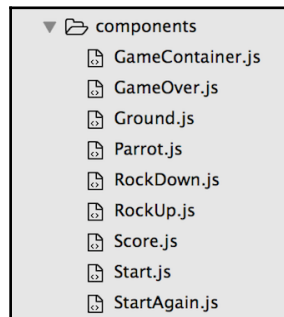 components
GameContainer.js
GameOver.js
Ground.js
Parrot.js
RockDown.js
RockUp.js
Score.js
Start.js
StartAgain.js